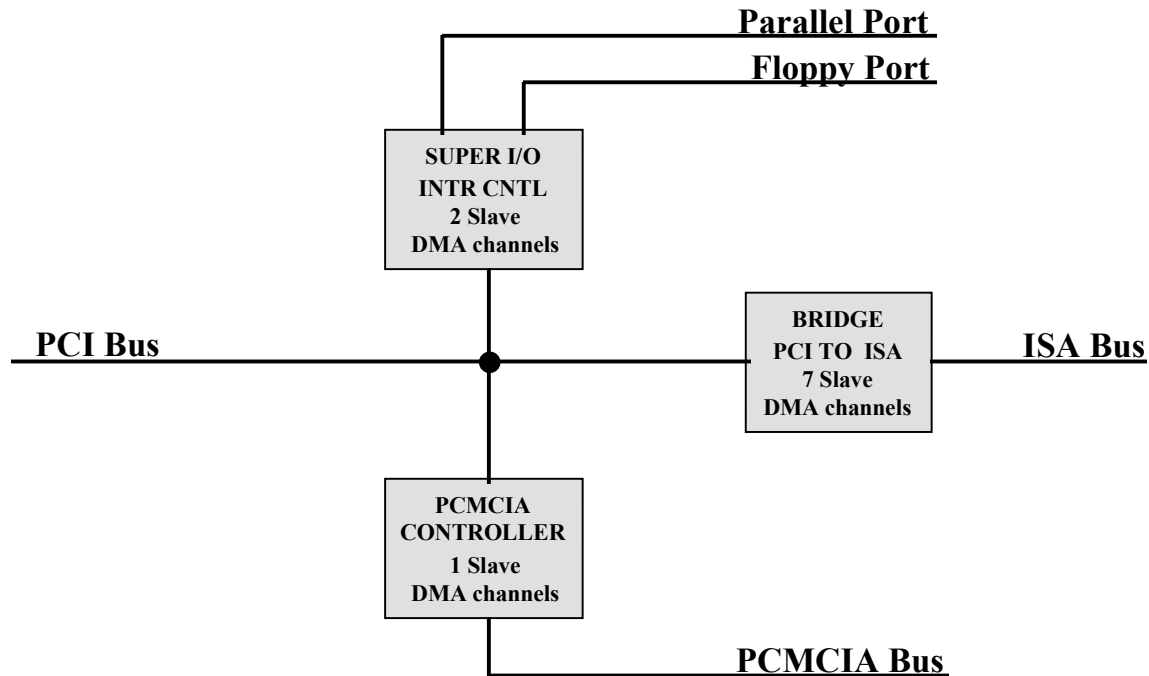 Parallel Port
Floppy Port
SUPER I/O
INTR CNTL
2 Slave
DMA channels
PCI Bus
BRIDGE
PCI TO ISA
7 Slave
DMA channels
ISA Bus
PCMCIA
CONTROLLER
1 Slave
DMA channels
PCMCIA Bus